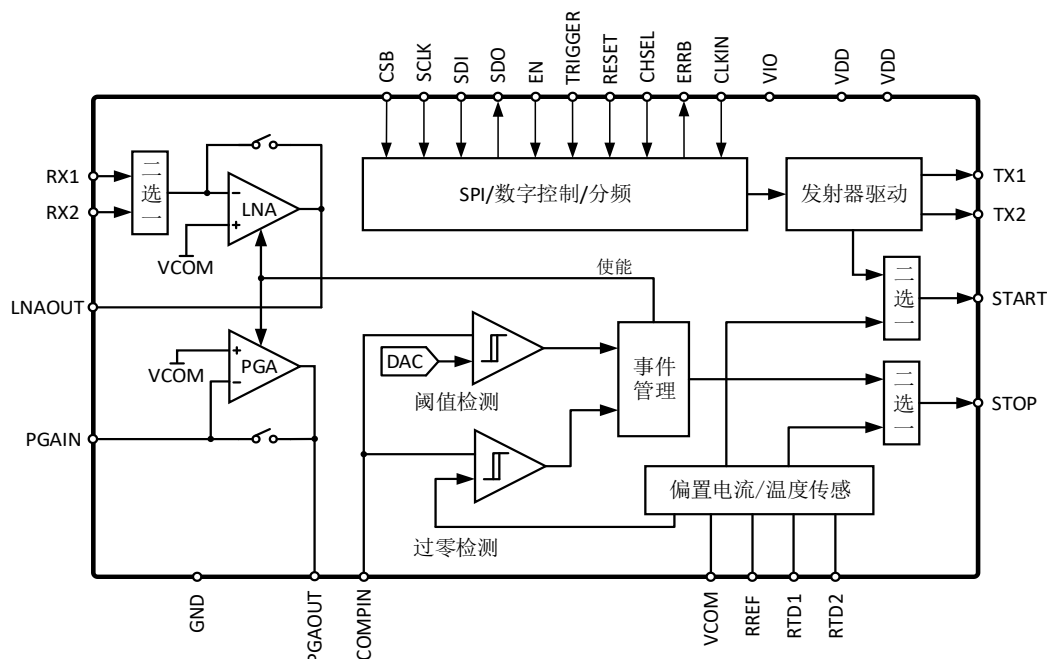 CSB
SCLK
SDI
SDO
EN
TRIGGER
RESET
CHSEL
ERRB
CLKIN
VIO
VDD
VDD
RX1
RX2
二选一
LNA
VCOM
SPI/数字控制/分频
发射器驱动
TX1
TX2
使能
二选一
START
LNAOUT
PGA
VCOM
DAC
阈值检测
事件
管理
二选一
STOP
PGAIN
偏置电流/温度传感
过零检测
GND
PGAOUT
COMPIN
VCOM
RREF
RTD1
RTD2